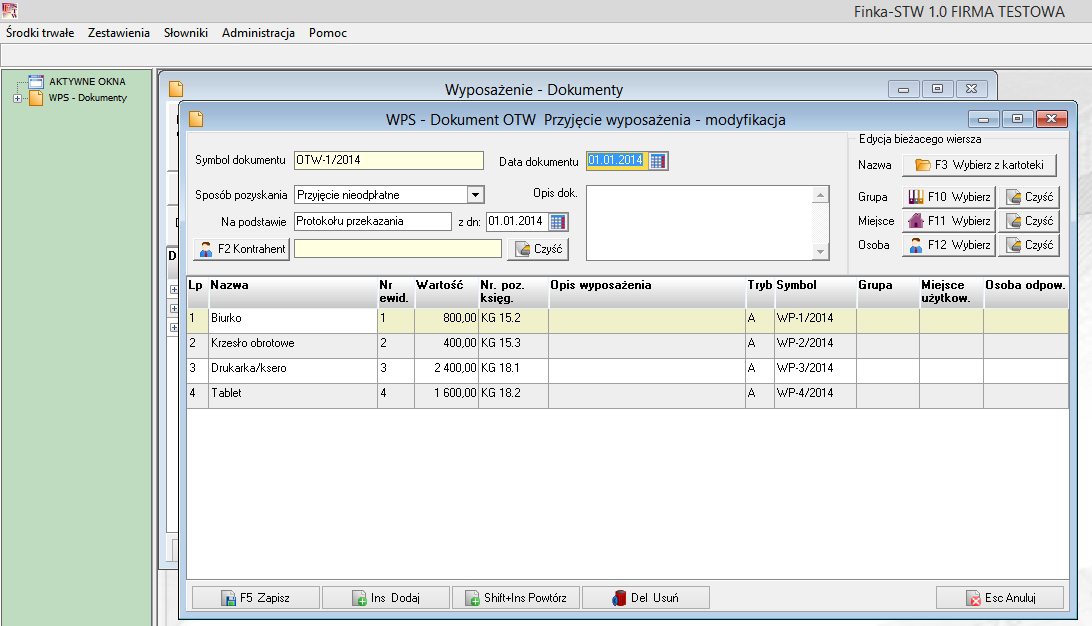 Finka-STW 1.0 FIRMA TESTOWA
Środki trwałe Zestawienia Słowniki Administracja Pomoc
AKTYWNE OKNA
WPS - Dokumenty
Wyposażenie - Dokumenty
WPS - Dokument OTW Przyjęcie wyposażenia - modyfikacja
Symbol dokumentu OTW-1/2014 Data dokumentu 01.01.2014
Sposób pozyskania Przyjęcie nieodpłatne Opis dok.
Na podstawie Protokołu przekazania z dn: 01.01.2014
F2 Kontrahent Czyść
Edycja bieżacego wiersza
Nazwa F3 Wybierz z kartoteki
Grupa F10 Wybierz Czyść
Miejsce F11 Wybierz Czyść
Osoba F12 Wybierz Czyść
D
Lp Nazwa Nr ewid. Wartość Nr. poz. księg. Opis wyposażenia Tryb Symbol Grupa Miejsce użytkow. Osoba odpow.
1 Biurko 1 800,00 KG 15.2 A WP-1/2014
2 Krzesło obrotowe 2 400,00 KG 15.3 A WP-2/2014
3 Drukarka/ksero 3 2 400,00 KG 18.1 A WP-3/2014
4 Tablet 4 1 600,00 KG 18.2 A WP-4/2014
F5 Zapisz Ins Dodaj Shift+Ins Powtórz Del Usuń Esc Anuluj